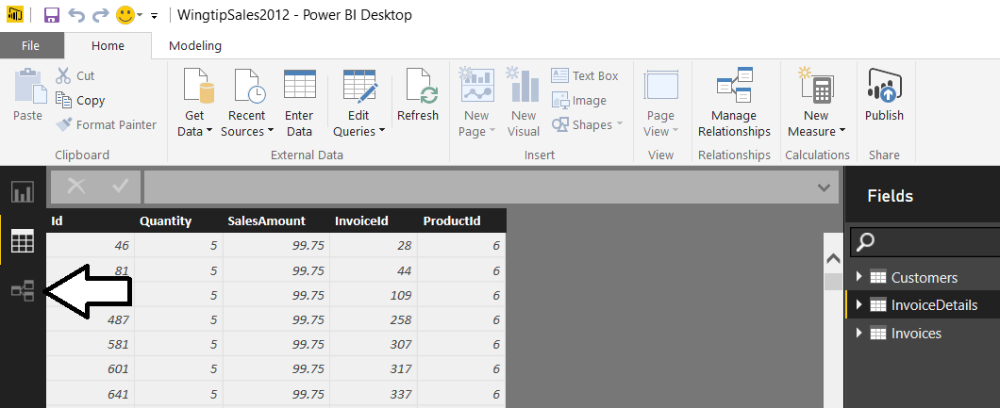 WingtipSales2012 - Power BI Desktop
File Home Modeling
Paste
Cut
Copy
Format Painter
Clipboard
Get Data
Recent Sources
Enter Data
Edit Queries
Refresh
External Data
New Page
New Visual
Text Box
Image
Shapes
Insert
Page View
View
Manage Relationships
Relationships
New Measure
Calculations
Publish
Share
Id Quantity SalesAmount InvoiceId ProductId
46 5 99.75 28 6
81 5 99.75 44 6
5 99.75 109 6
487 5 99.75 258 6
581 5 99.75 307 6
601 5 99.75 317 6
641 5 99.75 337 6
Fields
Customers
InvoiceDetails
Invoices